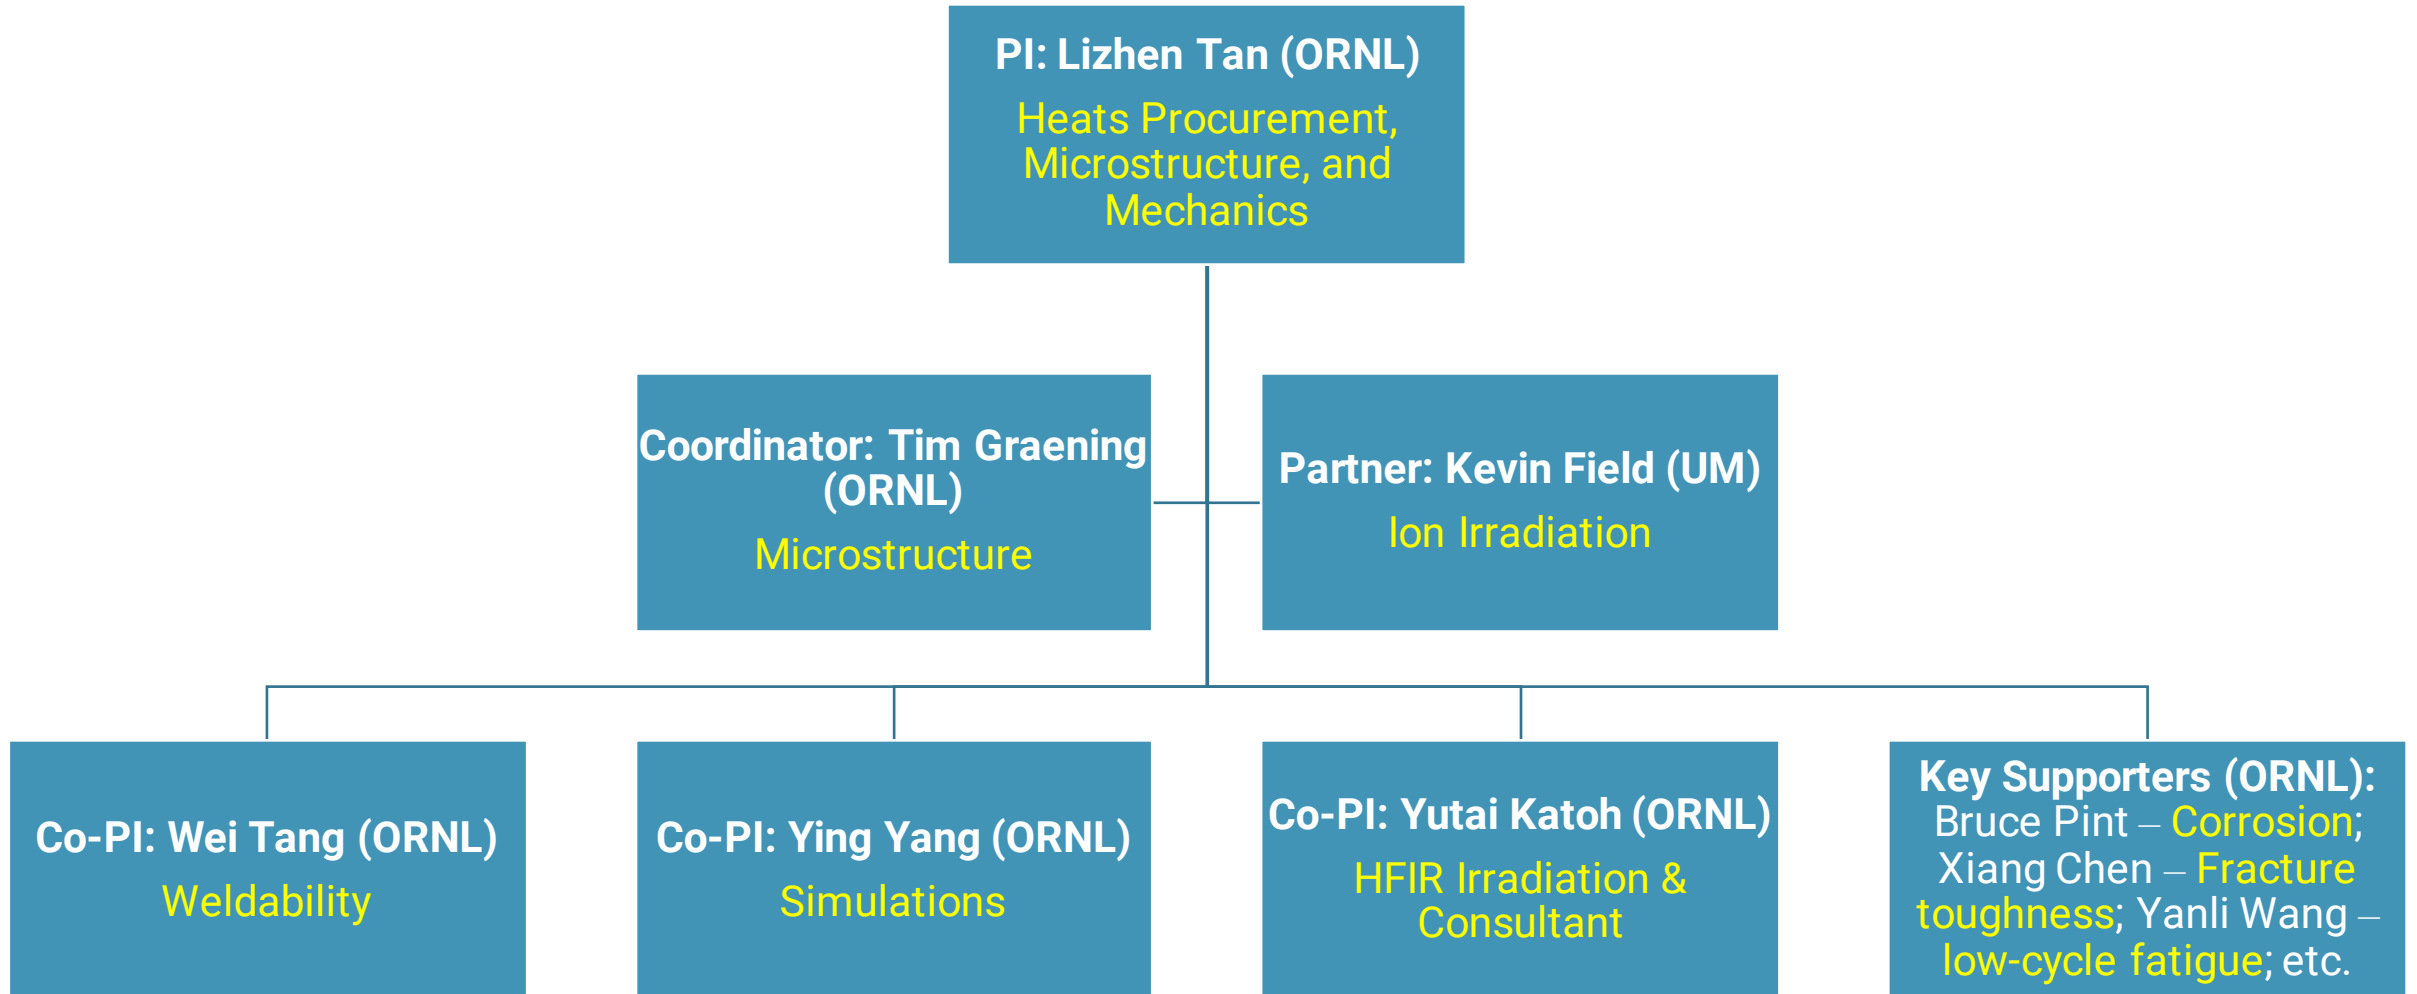 PI: Lizhen Tan (ORNL)
Heats Procurement,
Microstructure, and
Mechanics
Coordinator: Tim Graening
(ORNL)
Microstructure
Partner: Kevin Field (UM)
Ion Irradiation
Co-PI: Wei Tang (ORNL)
Weldability
Co-PI: Ying Yang (ORNL)
Simulations
Co-PI: Yutai Katoh (ORNL)
HFIR Irradiation &
Consultant
Key Supporters (ORNL):
Bruce Pint – Corrosion;
Xiang Chen – Fracture
toughness; Yanli Wang –
low-cycle fatigue; etc.